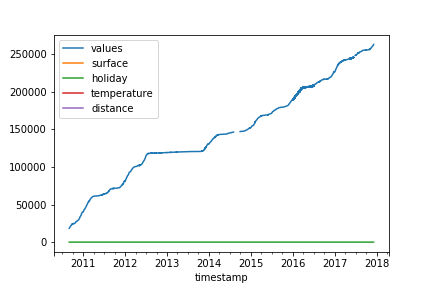 values
surface
holiday
temperature
distance
250000
200000
150000
100000
50000
0
2011 2012 2013 2014 2015 2016 2017 2018
timestamp